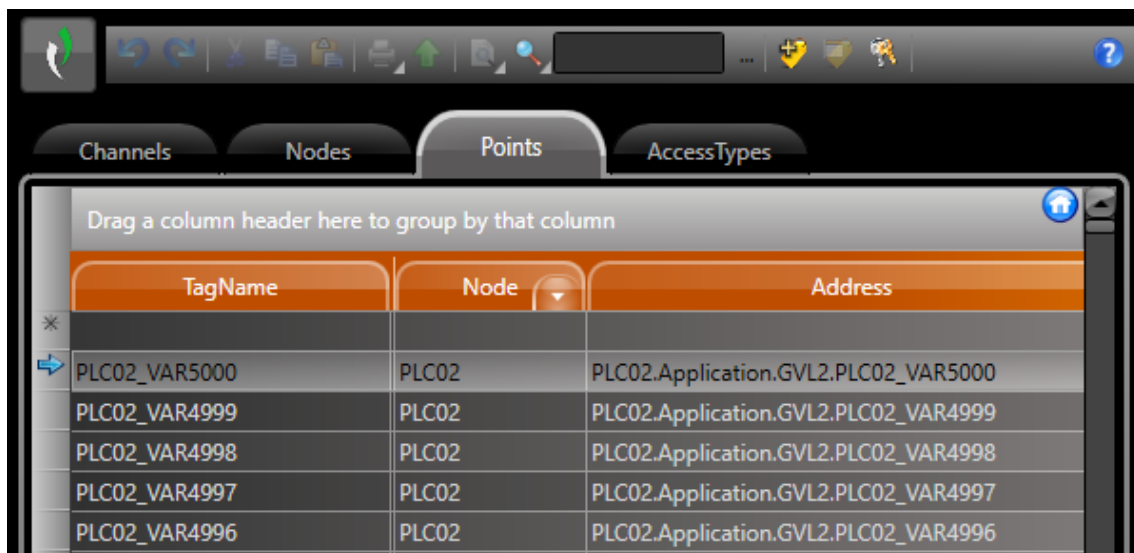 ...
?
Channels Nodes Points AccessTypes
Drag a column header here to group by that column
TagName Node Address
PLC02_VAR5000 PLC02 PLC02.Application.GVL2.PLC02_VAR5000
PLC02_VAR4999 PLC02 PLC02.Application.GVL2.PLC02_VAR4999
PLC02_VAR4998 PLC02 PLC02.Application.GVL2.PLC02_VAR4998
PLC02_VAR4997 PLC02 PLC02.Application.GVL2.PLC02_VAR4997
PLC02_VAR4996 PLC02 PLC02.Application.GVL2.PLC02_VAR4996